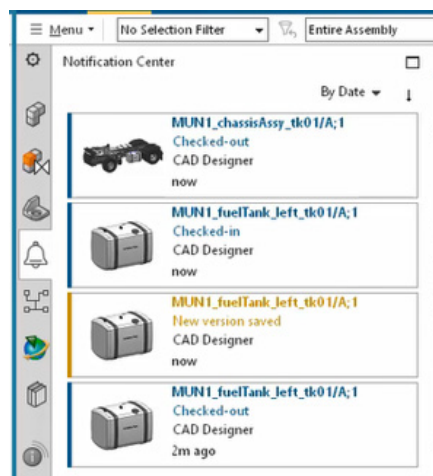 Menu
No Selection Filter
Entire Assembly
Notification Center
By Date
MUN1_chassisAssy_tk01/A;1
Checked-out
CAD Designer
now
MUN1_fuelTank_left_tk01/A;1
Checked-in
CAD Designer
now
MUN1_fuelTank_left_tk01/A;1
New version saved
CAD Designer
now
MUN1_fuelTank_left_tk01/A;1
Checked-out
CAD Designer
2m ago